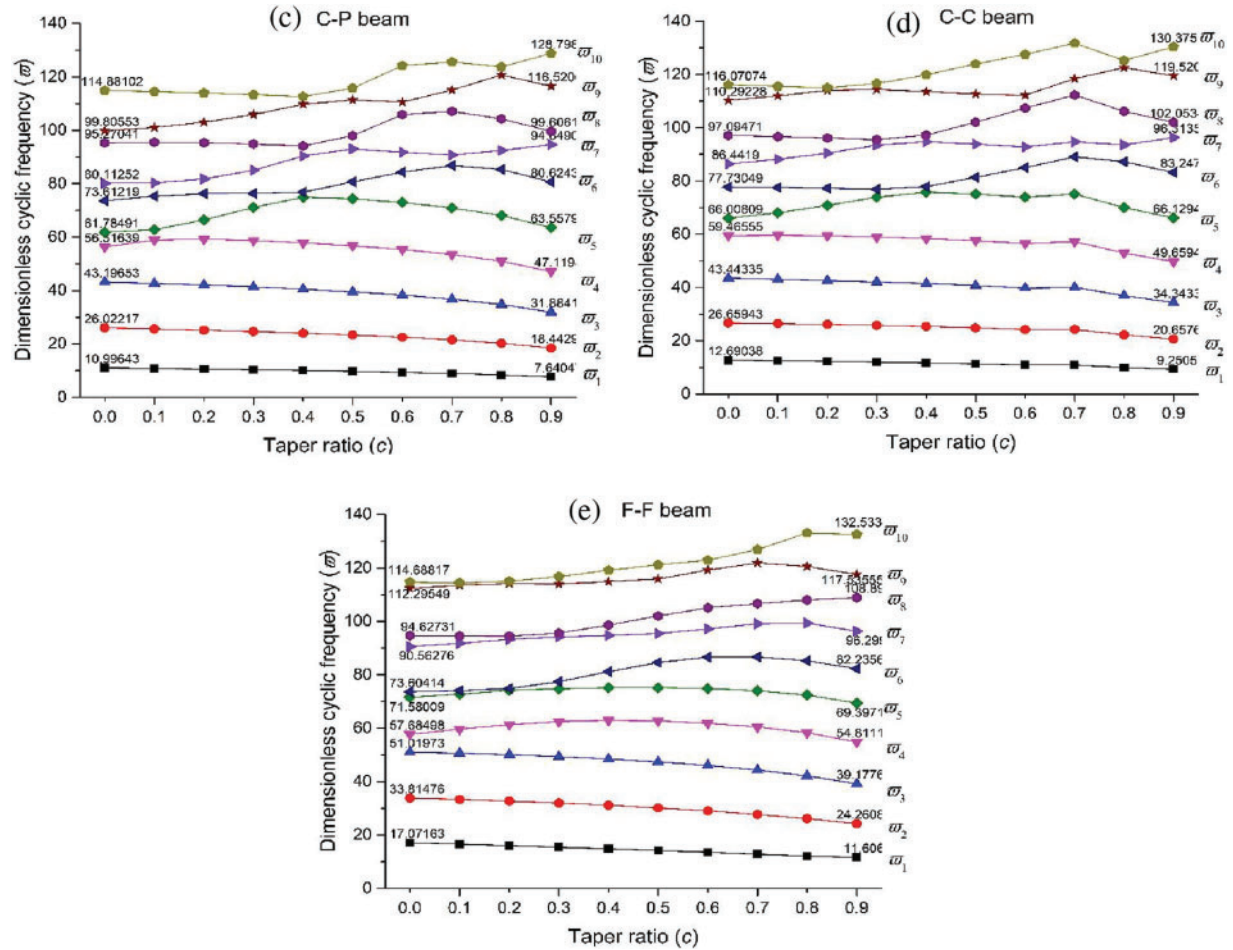 (c) C-P beam
Dimensionless cyclic frequency (ϖ)
140
120
100
80
60
40
20
0
114.88102
99.80553
95.27041
80.11252
73.61219
61.78491
56.51639
43.19653
26.02217
10.99643
128.798
116.520
99.6061
94.6490
80.6243
63.5579
47.119
31.8841
18.4429
7.6404
ϖ10
ϖ9
ϖ8
ϖ7
ϖ6
ϖ5
ϖ4
ϖ3
ϖ2
ϖ1
0.0 0.1 0.2 0.3 0.4 0.5 0.6 0.7 0.8 0.9
Taper ratio (c)
(d) C-C beam
Dimensionless cyclic frequency (ϖ)
140
120
100
80
60
40
20
0
116.07074
110.29228
97.09471
86.4419
77.73049
66.00809
59.46555
43.44335
26.65943
12.69038
130.375
119.520
102.053
96.3135
83.247
66.1294
49.6594
34.3433
20.6576
9.2505
ϖ10
ϖ9
ϖ8
ϖ7
ϖ6
ϖ5
ϖ4
ϖ3
ϖ2
ϖ1
0.0 0.1 0.2 0.3 0.4 0.5 0.6 0.7 0.8 0.9
Taper ratio (c)
(e) F-F beam
Dimensionless cyclic frequency (ϖ)
140
120
100
80
60
40
20
0
114.68817
112.29549
94.62731
90.56276
73.60414
71.58009
57.68498
51.01973
33.81476
17.07163
132.533
117.53555
108.89
96.295
82.2356
69.3971
54.8111
39.1776
24.2608
11.606
ϖ10
ϖ9
ϖ8
ϖ7
ϖ6
ϖ5
ϖ4
ϖ3
ϖ2
ϖ1
0.0 0.1 0.2 0.3 0.4 0.5 0.6 0.7 0.8 0.9
Taper ratio (c)